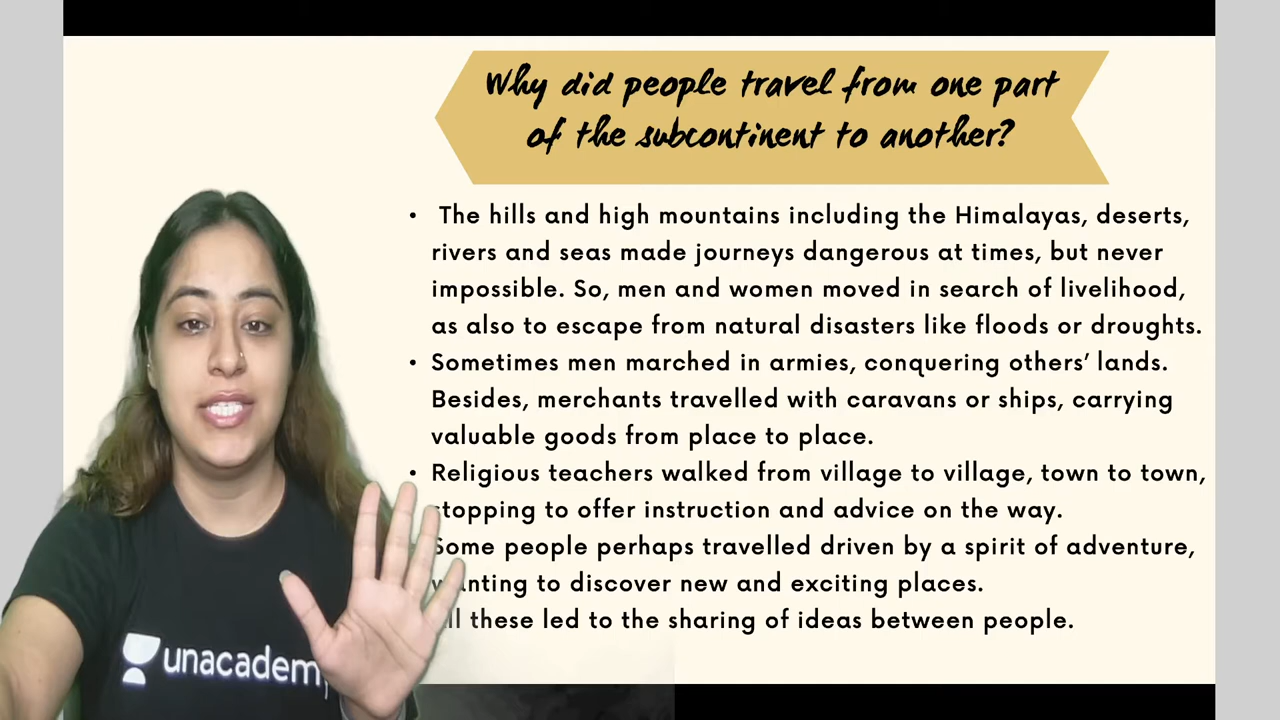 Why did people travel from one part
of the subcontinent to another?
• The hills and high mountains including the Himalayas, deserts,
rivers and seas made journeys dangerous at times, but never
impossible. So, men and women moved in search of livelihood,
as also to escape from natural disasters like floods or droughts.
• Sometimes men marched in armies, conquering others’ lands.
Besides, merchants travelled with caravans or ships, carrying
valuable goods from place to place.
• Religious teachers walked from village to village, town to town,
stopping to offer instruction and advice on the way.
Some people perhaps travelled driven by a spirit of adventure,
wanting to discover new and exciting places.
these led to the sharing of ideas between people.
unacademy